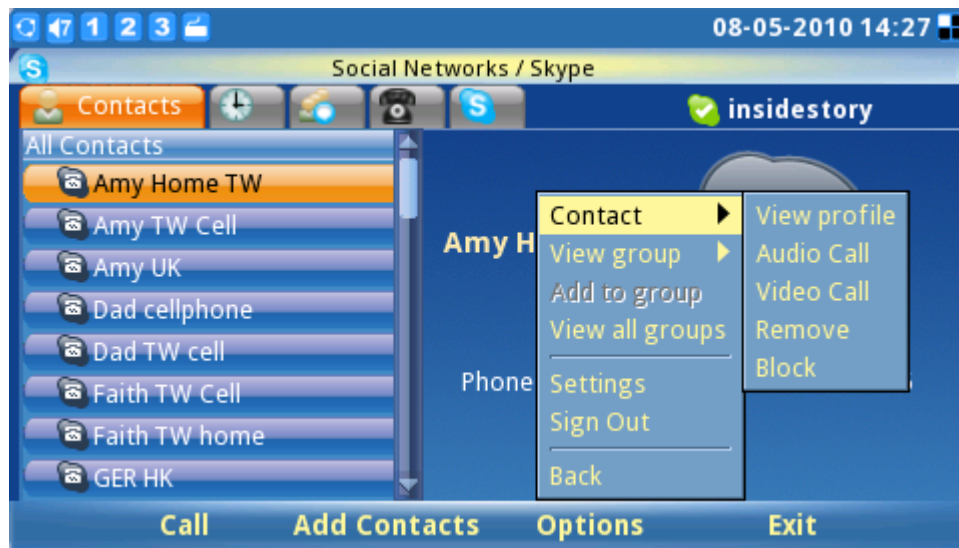 7 1 2 3 08-05-2010 14:27
S Social Networks / Skype
Contacts S insidestory
All Contacts
Amy Home TW
Amy TW Cell
Amy UK
Dad cellphone
Dad TW cell
Faith TW Cell
Faith TW home
GER HK
Amy H
Phone
Contact
View group
Add to group
View all groups
Settings
Sign Out
Back
View profile
Audio Call
Video Call
Remove
Block
Call Add Contacts Options Exit